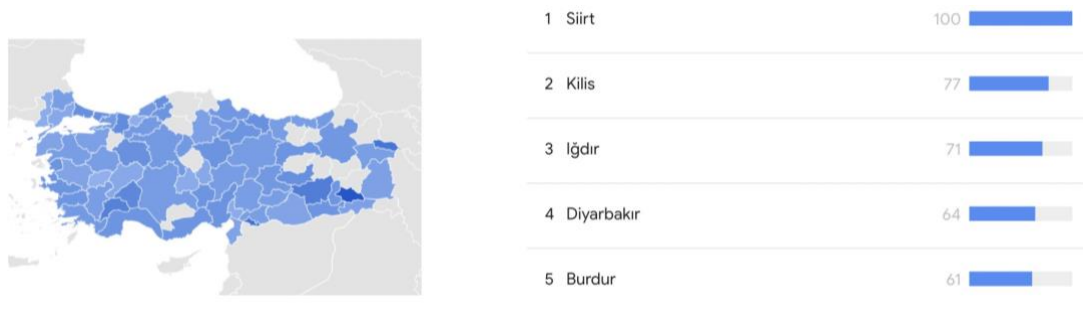 1 Siirt 100
2 Kilis 77
3 Iğdır 71
4 Diyarbakır 64
5 Burdur 61